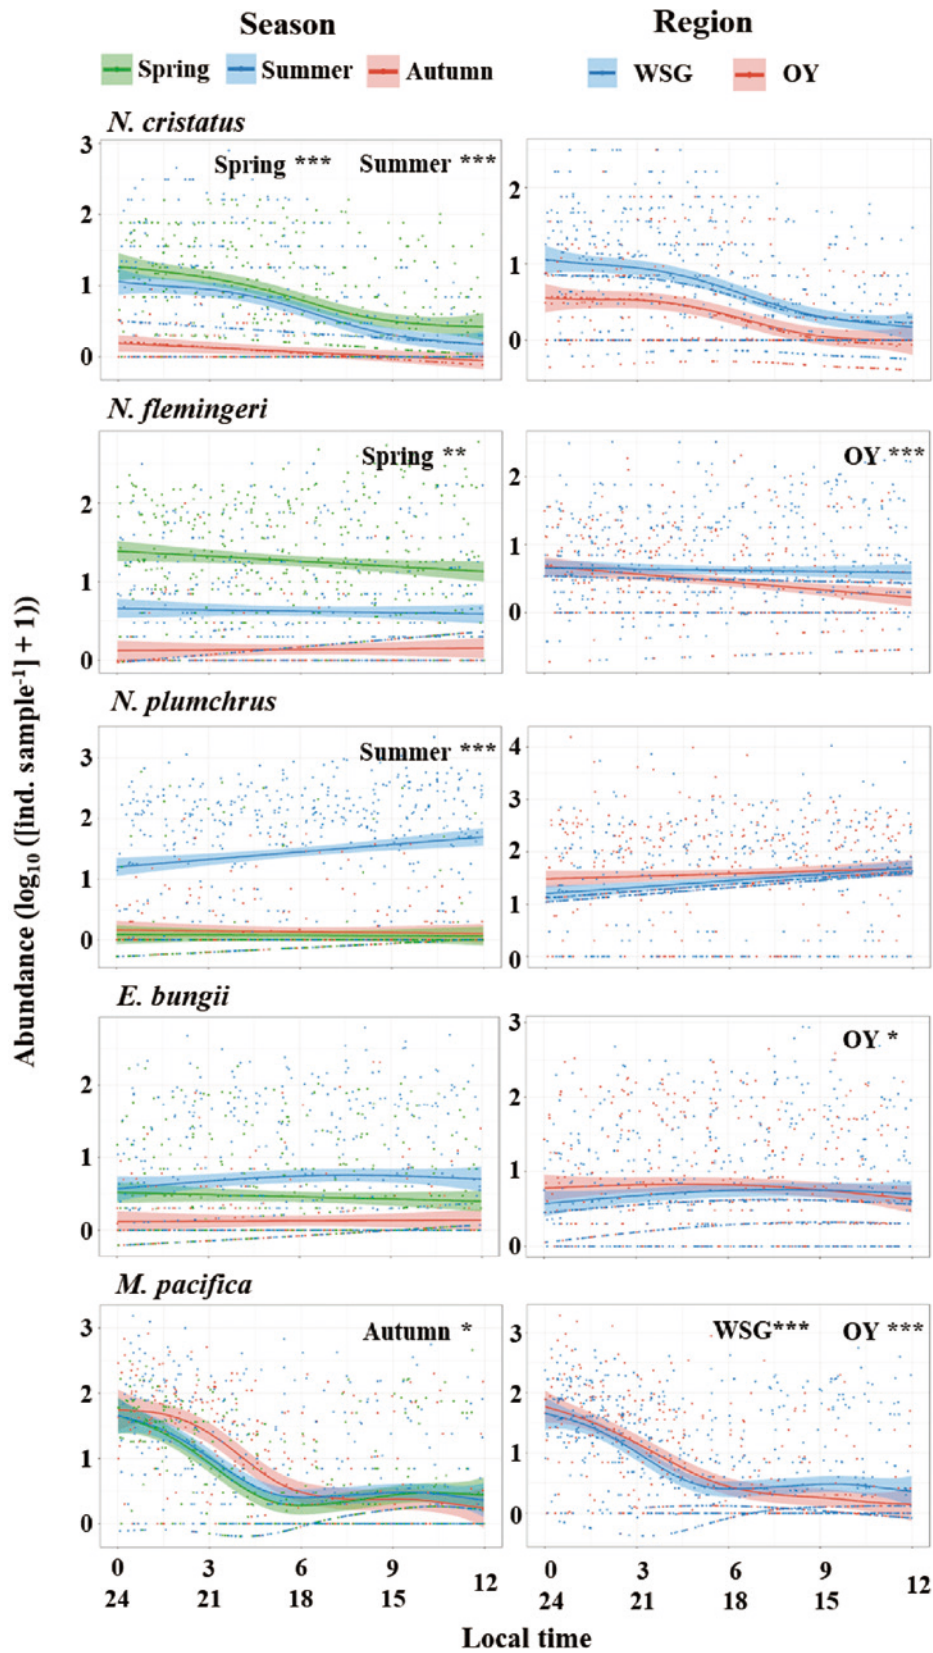 Season Region
Spring Summer Autumn WSG OY
N. cristatus
3
2
1
0
Spring *** Summer ***
2
1
0
N. flemingeri
2
1
0
Spring **
2
1
0
OY ***
N. plumchrus
3
2
1
0
Summer ***
4
3
2
1
0
E. bungii
2
1
0
3
2
1
0
OY *
M. pacifica
3
2
1
0
Autumn *
3
2
1
0
WSG*** OY ***
Abundance (log10 ([ind. sample-1] + 1))
0 3 6 9 12 0 3 6 9 12
24 21 18 15 24 21 18 15
Local time